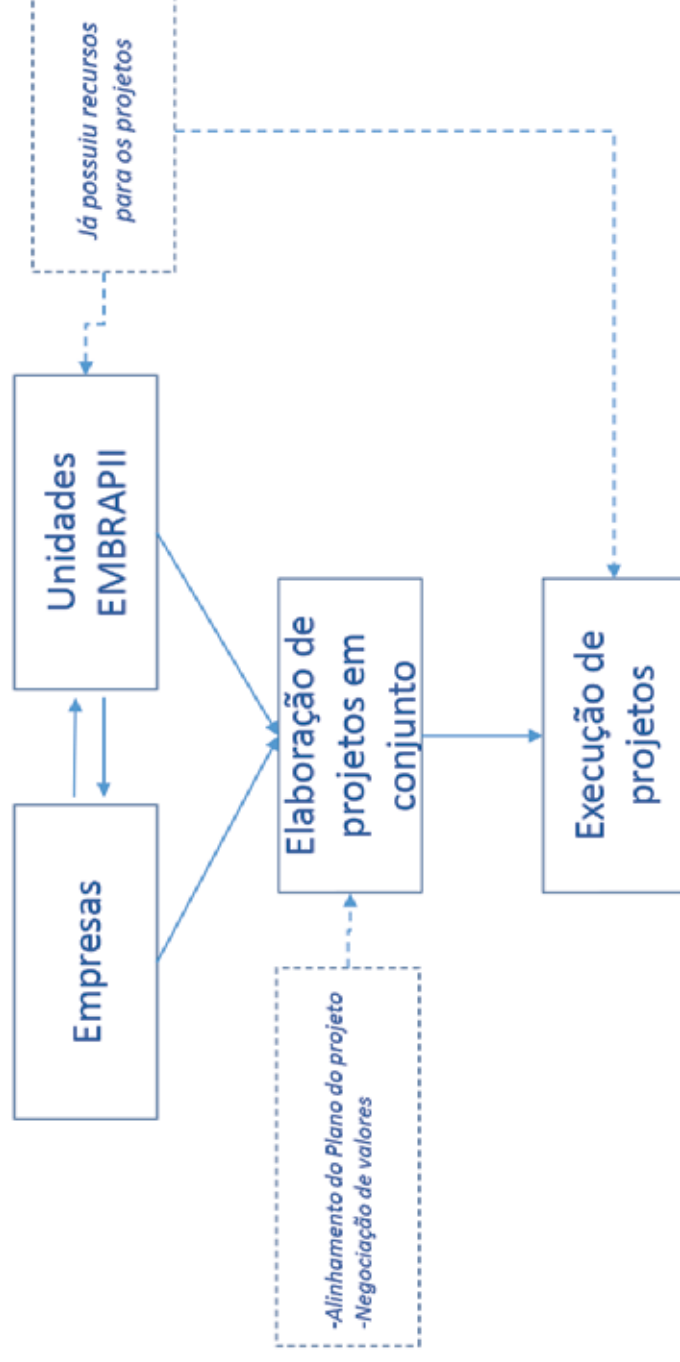 Empresas
Unidades
EMBRAPII
Já possuiu recursos
para os projetos
-Alinhamento do Plano do projeto
-Negociação de valores
Elaboração de
projetos em
conjunto
Execução de
projetos